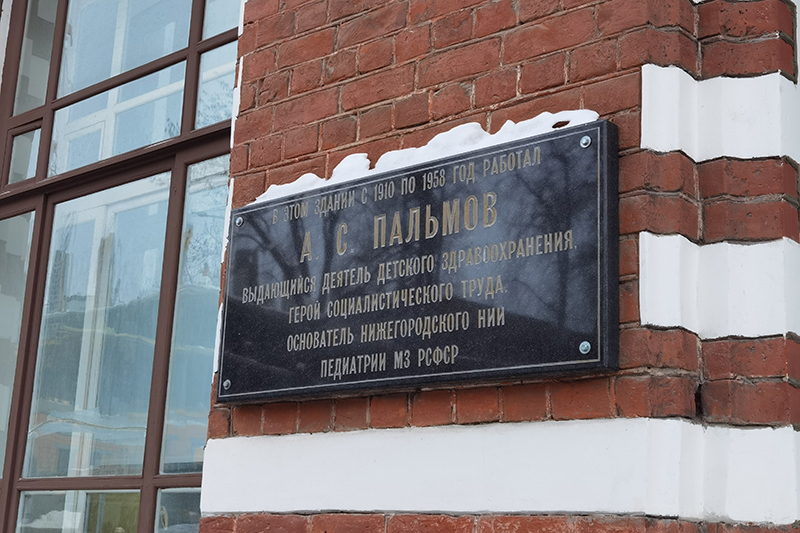 В ЭТОМ ЗДАНИИ С 1910 ПО 1958 ГОД РАБОТАЛ
А. С. ПАЛЬМОВ
ВЫДАЮЩИЙСЯ ДЕЯТЕЛЬ ДЕТСКОГО ЗДРАВООХРАНЕНИЯ,
ГЕРОЙ СОЦИАЛИСТИЧЕСКОГО ТРУДА,
ОСНОВАТЕЛЬ НИЖЕГОРОДСКОГО НИИ
ПЕДИАТРИИ МЗ РСФСР